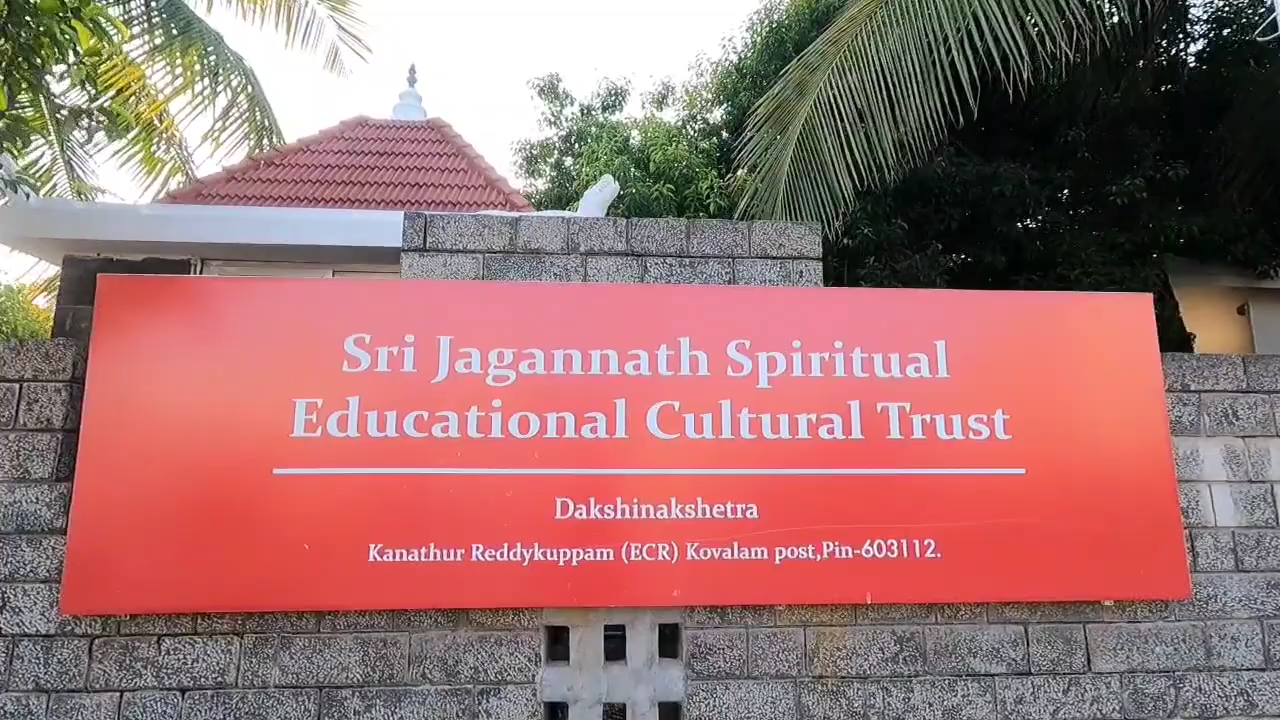 Sri Jagannath Spiritual
Educational Cultural Trust
Dakshinakshetra
Kanathur Reddykuppam (ECR) Kovalam post,Pin-603112.